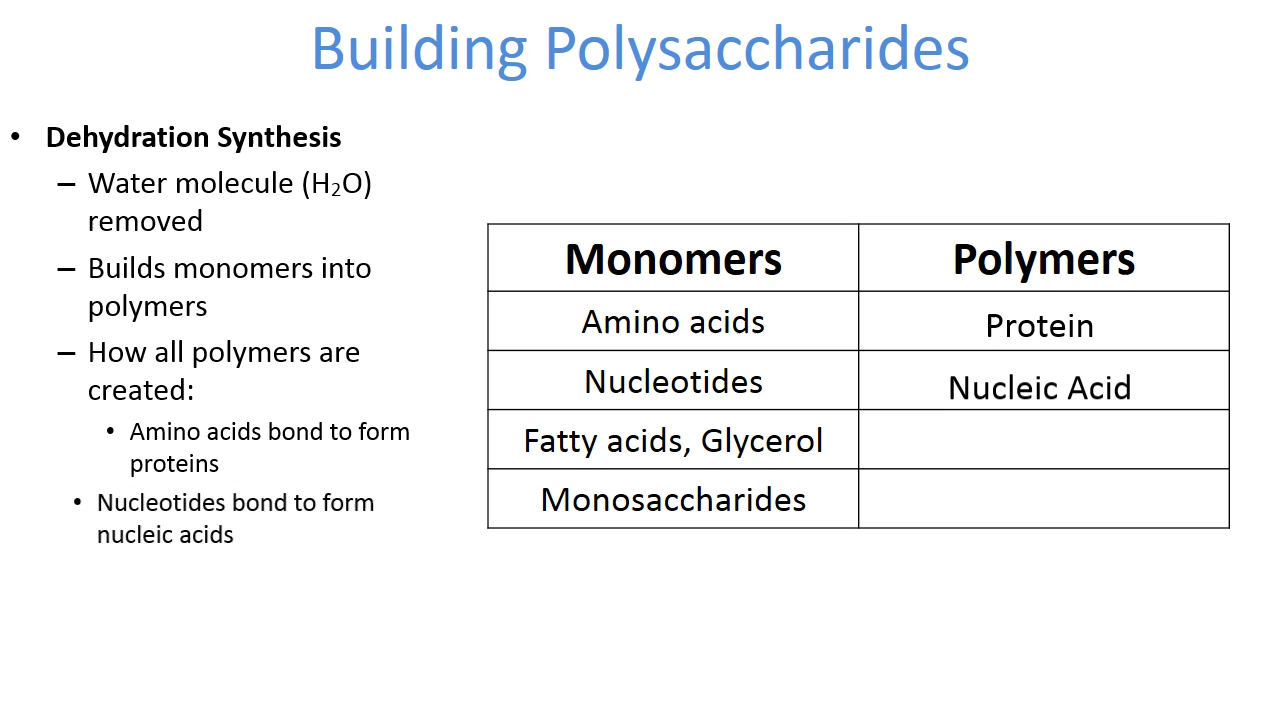 Building Polysaccharides
• Dehydration Synthesis
– Water molecule (H₂O)
removed
– Builds monomers into
polymers
– How all polymers are
created:
• Amino acids bond to form
proteins
• Nucleotides bond to form
nucleic acids
Monomers Polymers
Amino acids Protein
Nucleotides Nucleic Acid
Fatty acids, Glycerol
Monosaccharides